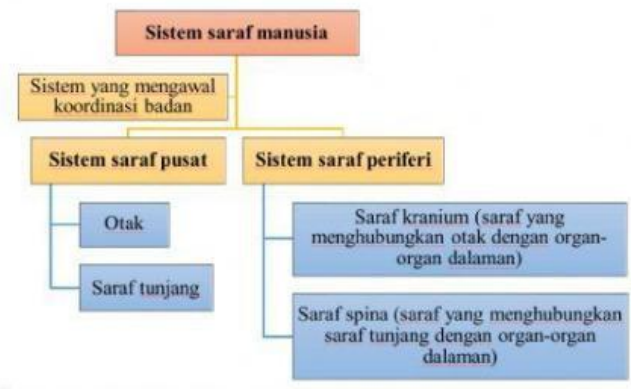 Sistem saraf manusia
Sistem yang mengawal
koordinasi badan
Sistem saraf pusat
Sistem saraf periferi
Otak
Saraf tunjang
Saraf kranium (saraf yang
menghubungkan otak dengan organ-
organ dalaman)
Saraf spina (saraf yang menghubungkan
saraf tunjang dengan organ-organ
dalaman)